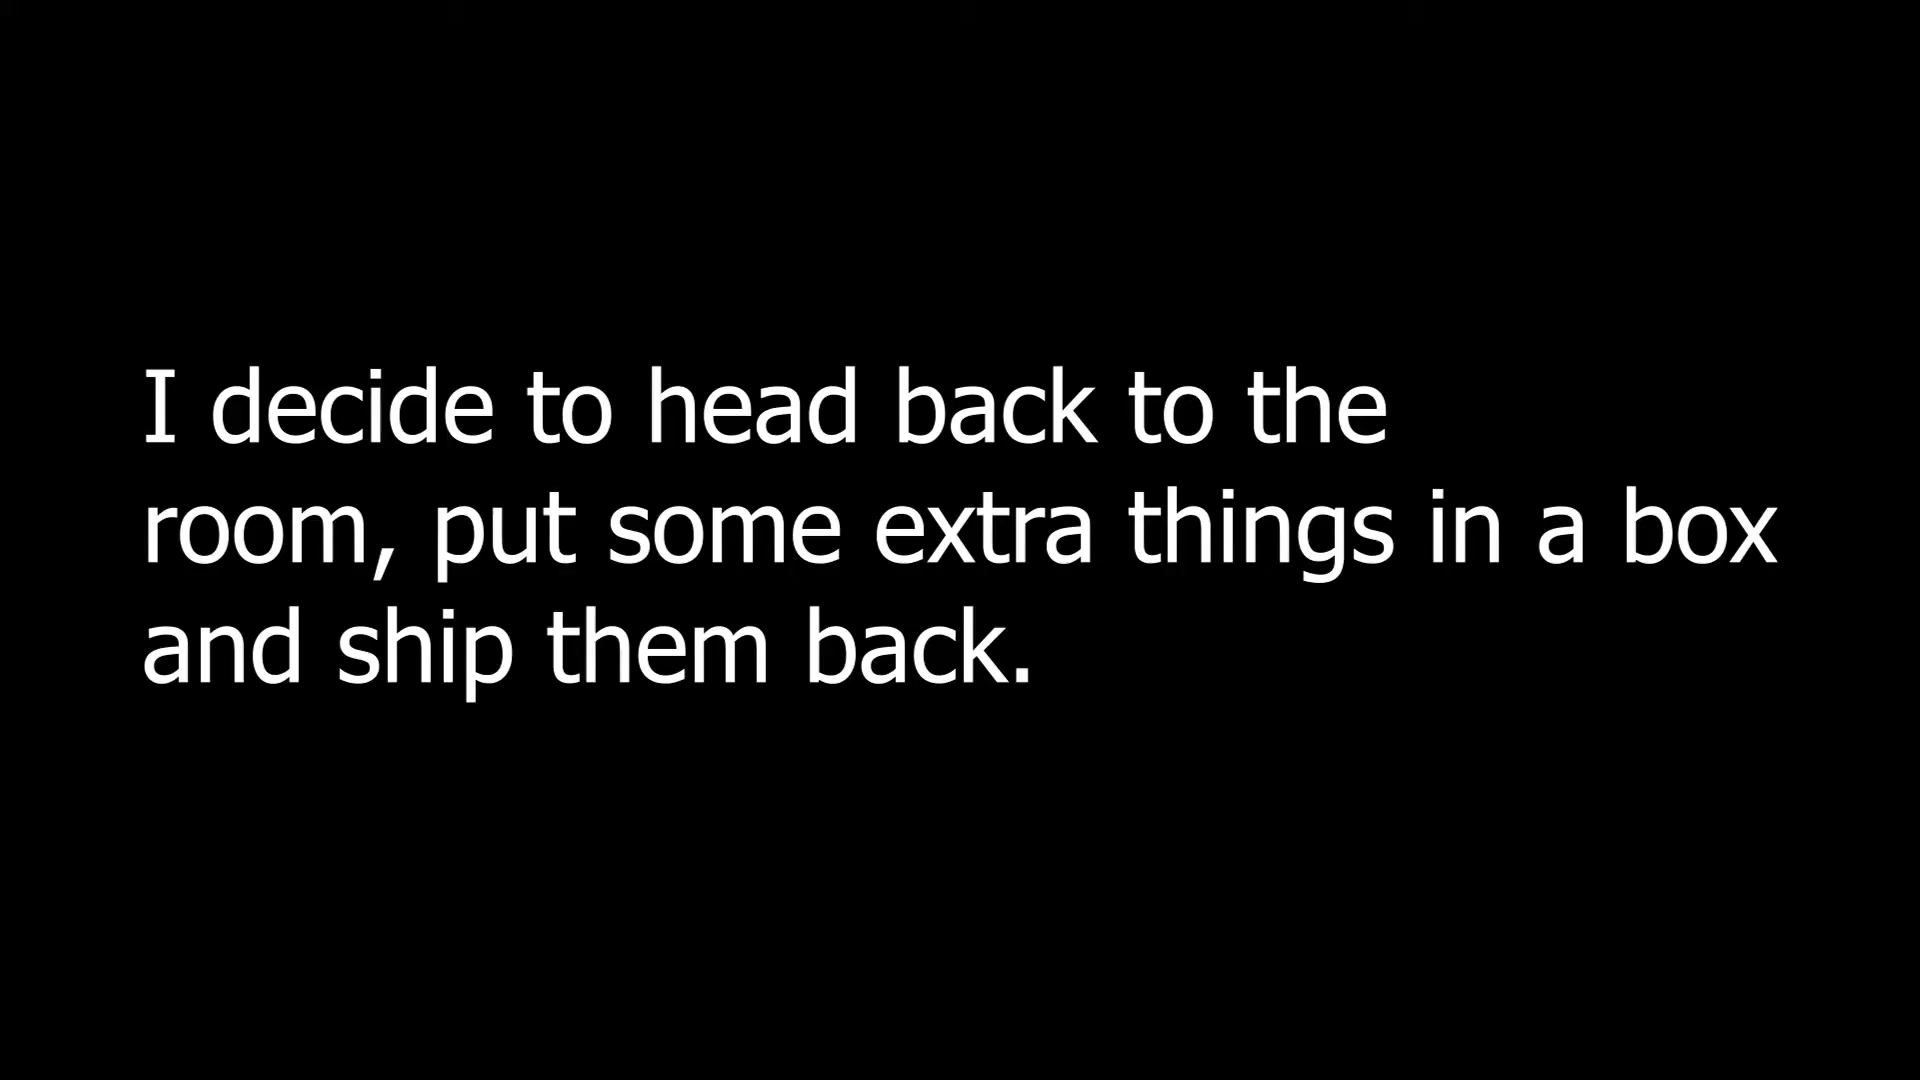 I decide to head back to the
room, put some extra things in a box
and ship them back.